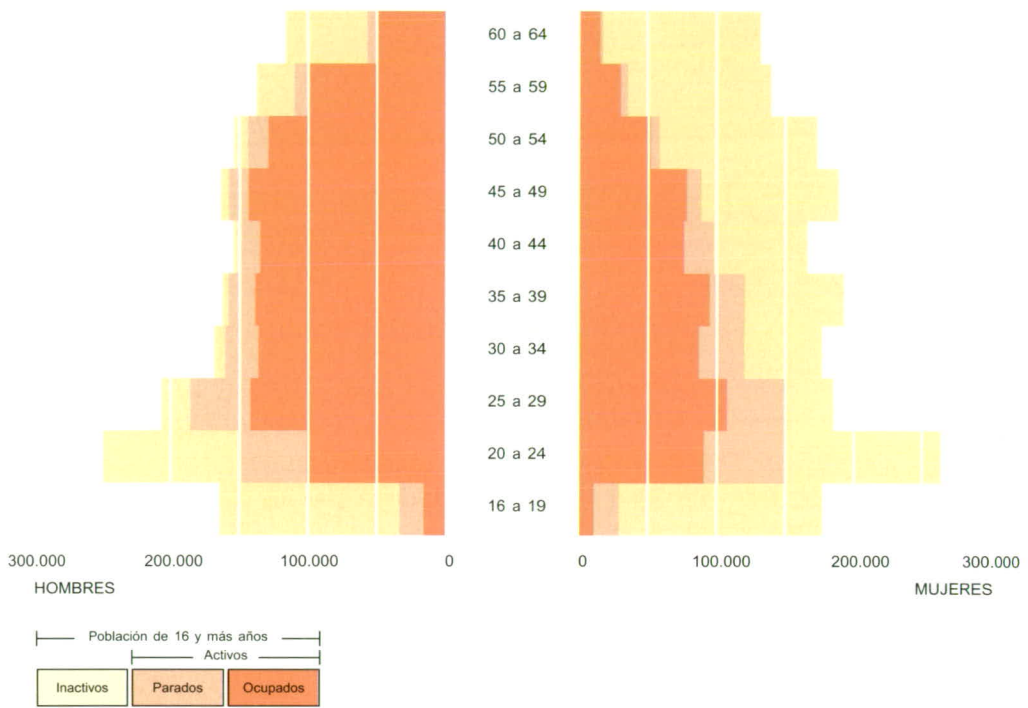 60 a 64
55 a 59
50 a 54
45 a 49
40 a 44
35 a 39
30 a 34
25 a 29
20 a 24
16 a 19
300.000 200.000 100.000 0 0 100.000 200.000 300.000
HOMBRES MUJERES
Población de 16 y más años
Activos
Inactivos Parados Ocupados